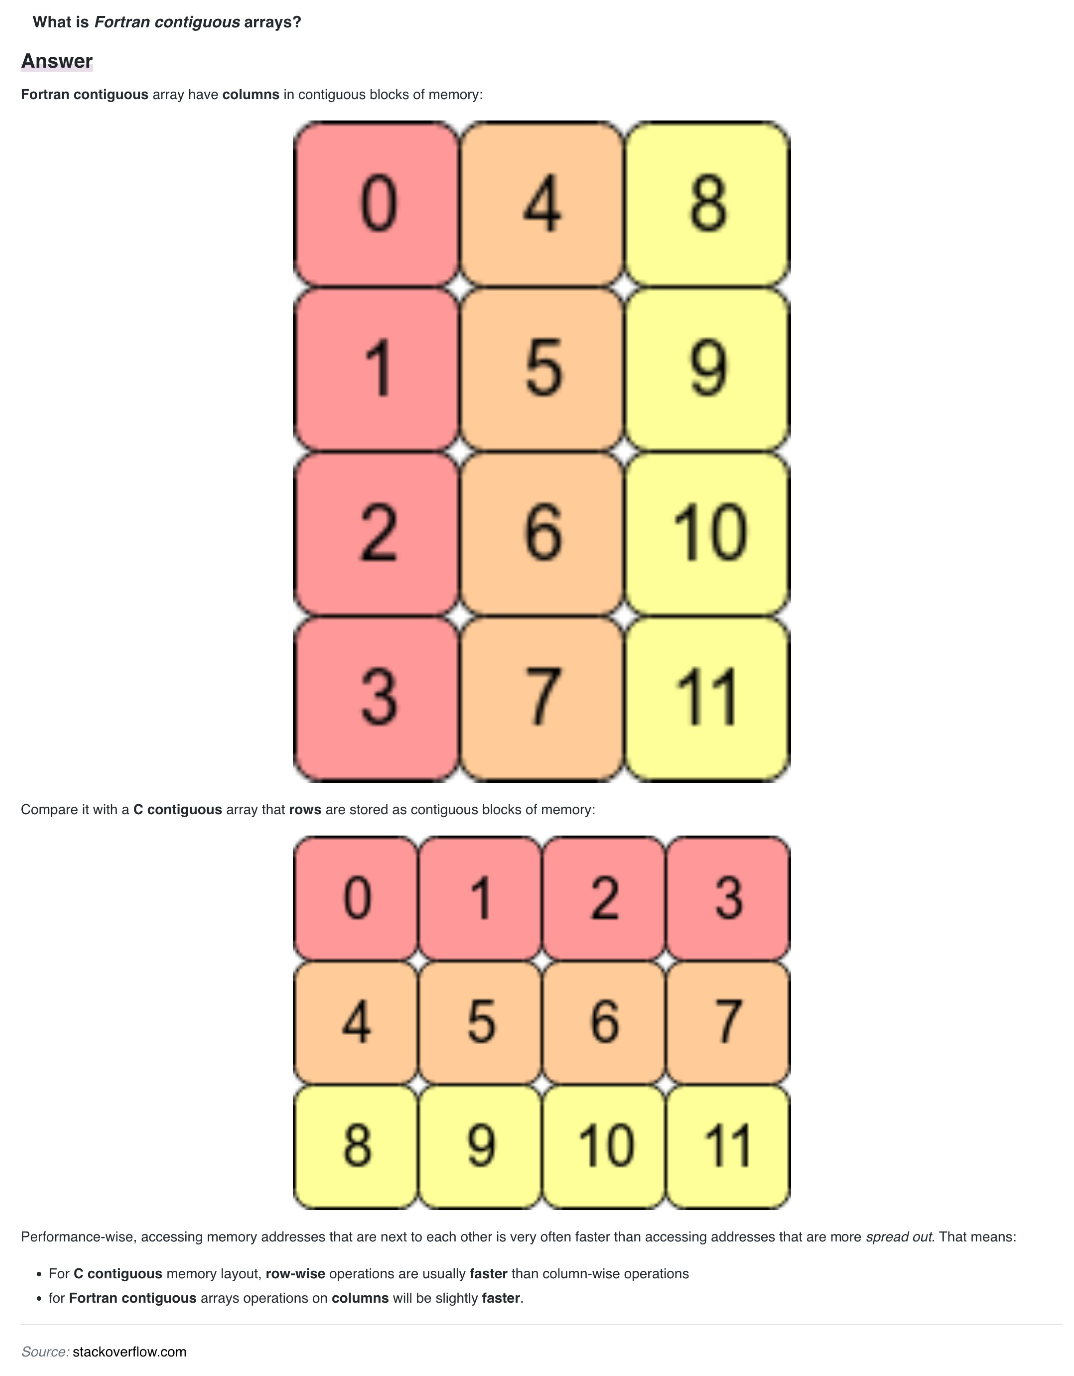 What is Fortran contiguous arrays?
Answer
Fortran contiguous array have columns in contiguous blocks of memory:
0 4 8
1 5 9
2 6 10
3 7 11
Compare it with a C contiguous array that rows are stored as contiguous blocks of memory:
0 1 2 3
4 5 6 7
8 9 10 11
Performance-wise, accessing memory addresses that are next to each other is very often faster than accessing addresses that are more spread out. That means:
• For C contiguous memory layout, row-wise operations are usually faster than column-wise operations
• for Fortran contiguous arrays operations on columns will be slightly faster.
Source: stackoverflow.com